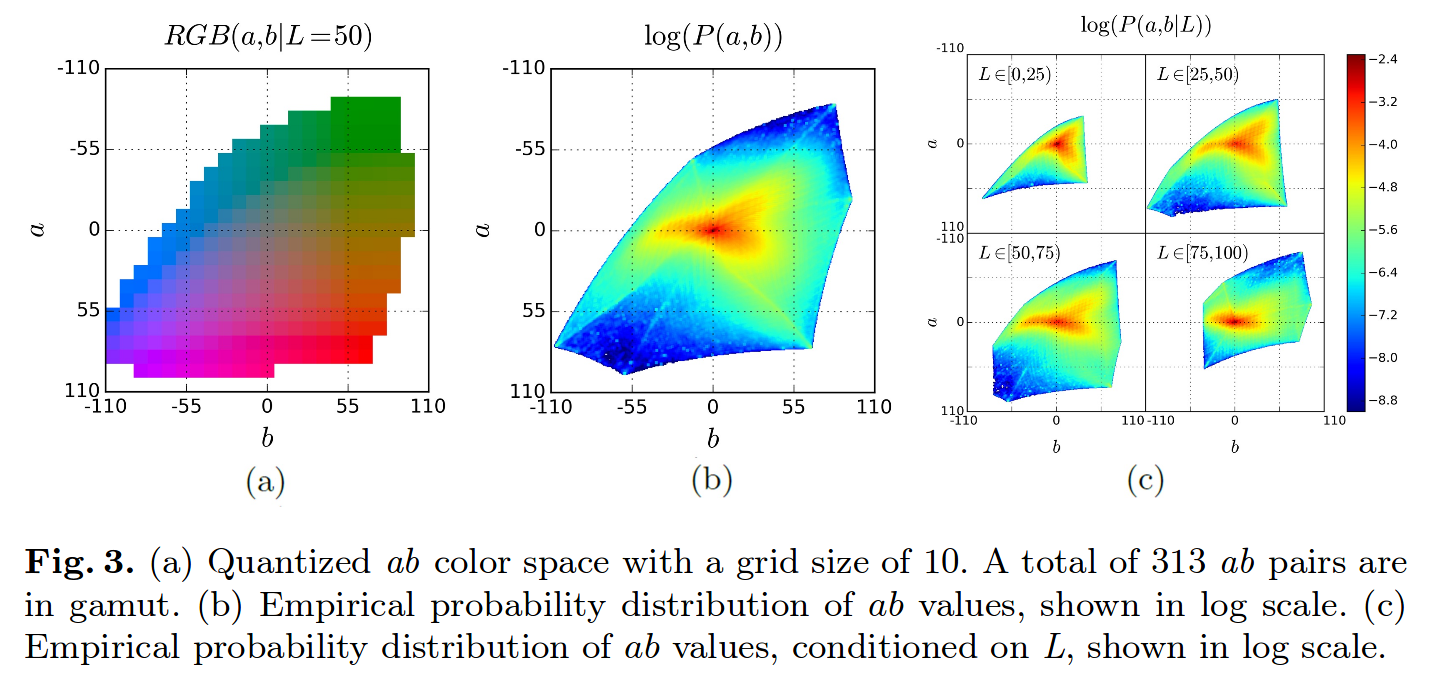 RGB(a,b|L=50)
-110
-55
0
55
110
a
-110 -55 0 55 110
b
(a)
log(P(a,b))
-110
-55
0
55
110
a
-110 -55 0 55 110
b
(b)
log(P(a,b|L))
-110
L∈[0,25) L∈[25,50)
a 0
110
-110
L∈[50,75) L∈[75,100)
a 0
110
-110 0 110 -110 0 110
b b
−2.4
−3.2
−4.0
−4.8
−5.6
−6.4
−7.2
−8.0
−8.8
(c)
Fig. 3. (a) Quantized ab color space with a grid size of 10. A total of 313 ab pairs are
in gamut. (b) Empirical probability distribution of ab values, shown in log scale. (c)
Empirical probability distribution of ab values, conditioned on L, shown in log scale.